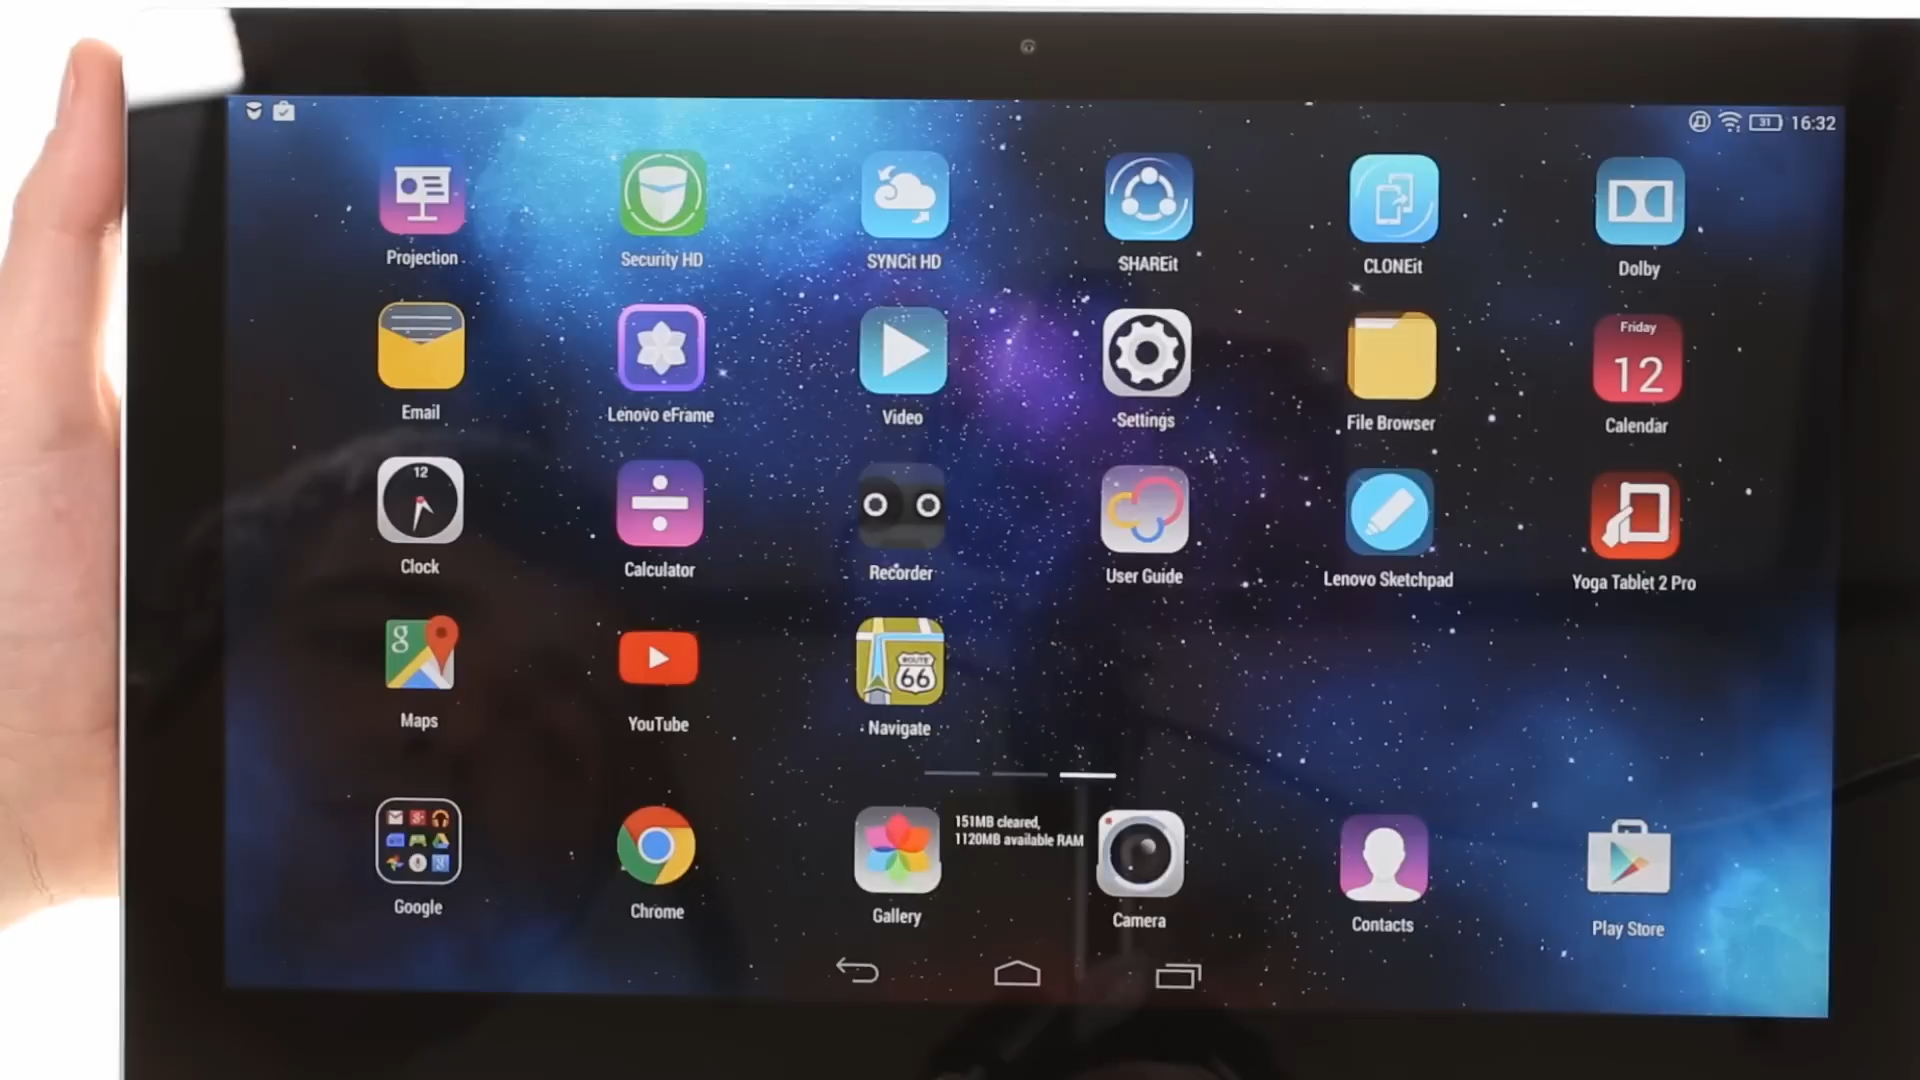 31 16:32
Projection
Security HD
SYNCit HD
SHAREit
CLONEit
Dolby
Friday
12
Email
Lenovo eFrame
Video
Settings
File Browser
Calendar
12
Clock
Calculator
Recorder
User Guide
Lenovo Sketchpad
Yoga Tablet 2 Pro
g
ROUTE
66
Maps
YouTube
Navigate
151MB cleared,
1120MB available RAM
Google
Chrome
Gallery
Camera
Contacts
Play Store